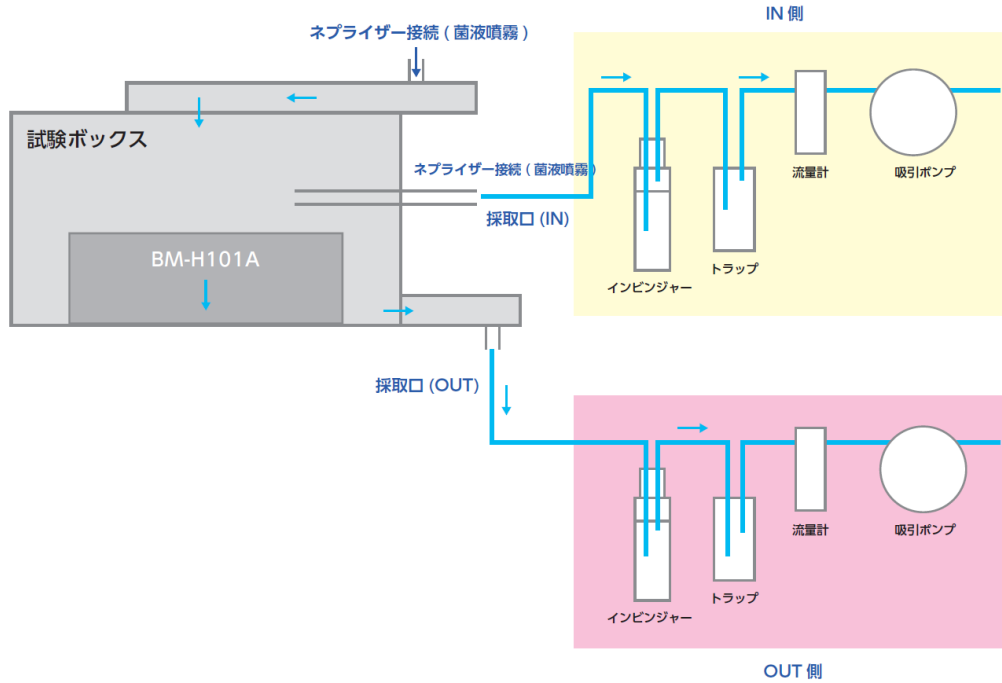 IN 側
ネプライザー接続 ( 菌液噴霧 )
試験ボックス
ネプライザー接続 ( 菌液噴霧 )
採取口 (IN)
流量計
吸引ポンプ
BM-H101A
トラップ
インビンジャー
採取口 (OUT)
流量計
吸引ポンプ
トラップ
インビンジャー
OUT 側